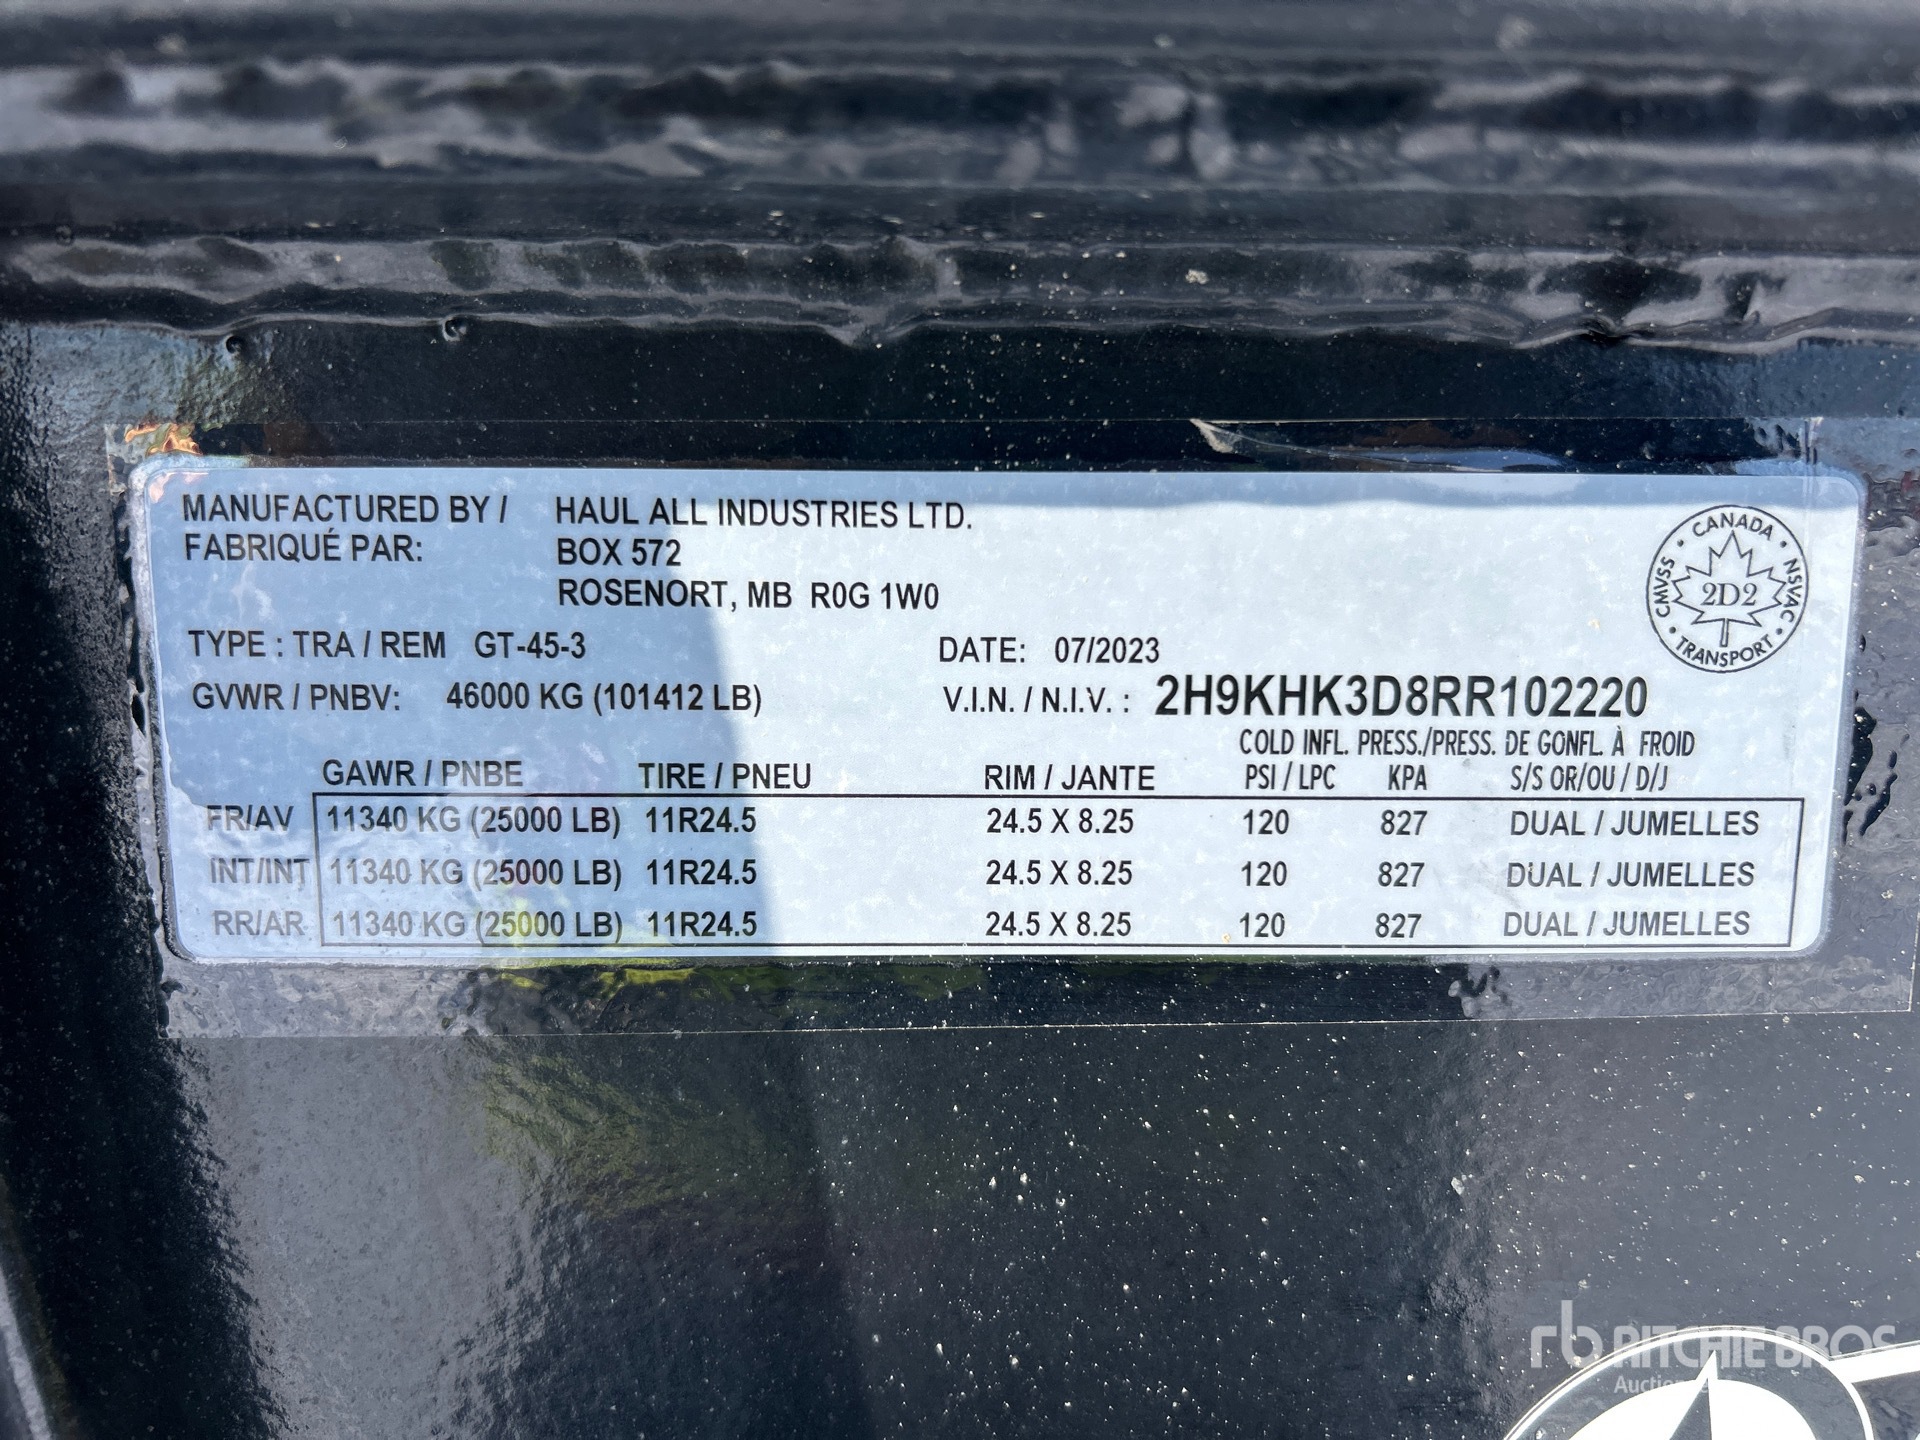 MANUFACTURED BY / HAUL ALL INDUSTRIES LTD.
FABRIQUÉ PAR: BOX 572
ROSENORT, MB R0G 1W0
TYPE : TRA / REM GT-45-3 DATE: 07/2023
GVWR / PNBV: 46000 KG (101412 LB) V.I.N. / N.I.V. : 2H9KHK3D8RR102220
COLD INFL. PRESS./PRESS. DE GONFL. À FROID
GAWR / PNBE TIRE / PNEU RIM / JANTE PSI / LPC KPA S/S OR/OU / D/J
FR/AV 11340 KG (25000 LB) 11R24.5 24.5 X 8.25 120 827 DUAL / JUMELLES
INT/INT 11340 KG (25000 LB) 11R24.5 24.5 X 8.25 120 827 DUAL / JUMELLES
RR/AR 11340 KG (25000 LB) 11R24.5 24.5 X 8.25 120 827 DUAL / JUMELLES
CANADA
CMVSS 2D2 NSVAC
TRANSPORT
rb RITCHIE BROS